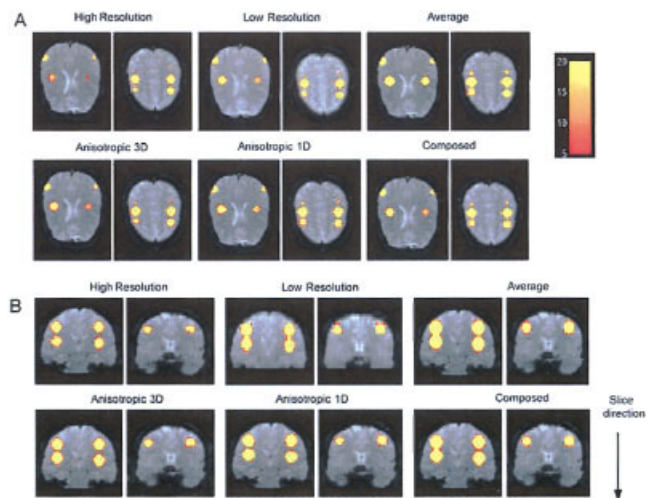 A
High Resolution Low Resolution Average
20
15
10
5
Anisotropic 3D Anisotropic 1D Composed
B
High Resolution Low Resolution Average
Anisotropic 3D Anisotropic 1D Composed
Slice
direction